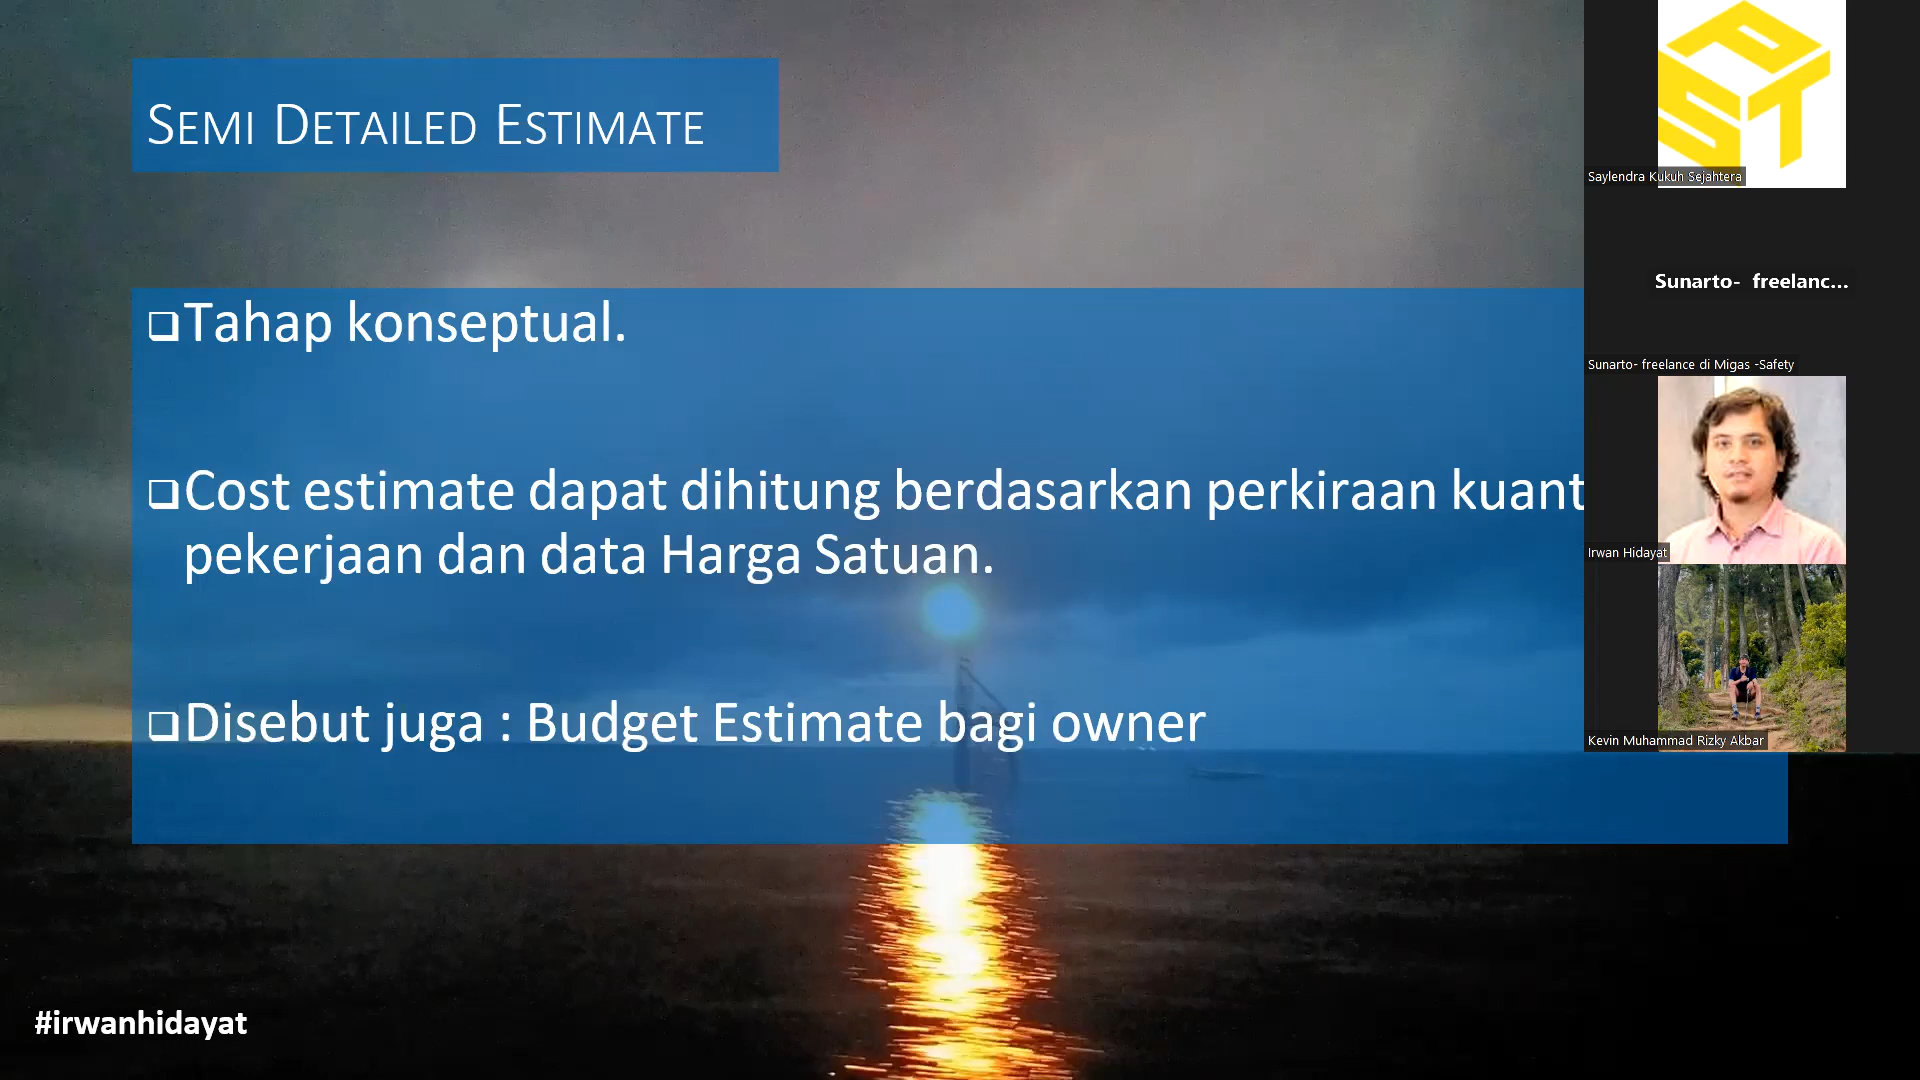 SEMI DETAILED ESTIMATE
❑Tahap konseptual.
❑Cost estimate dapat dihitung berdasarkan perkiraan kuant
pekerjaan dan data Harga Satuan.
❑Disebut juga : Budget Estimate bagi owner
#irwanhidayat
PST
Saylendra Kukuh Sejahtera
Sunarto- freelanc...
Sunarto- freelance di Migas -Safety
Irwan Hidayat
Kevin Muhammad Rizky Akbar